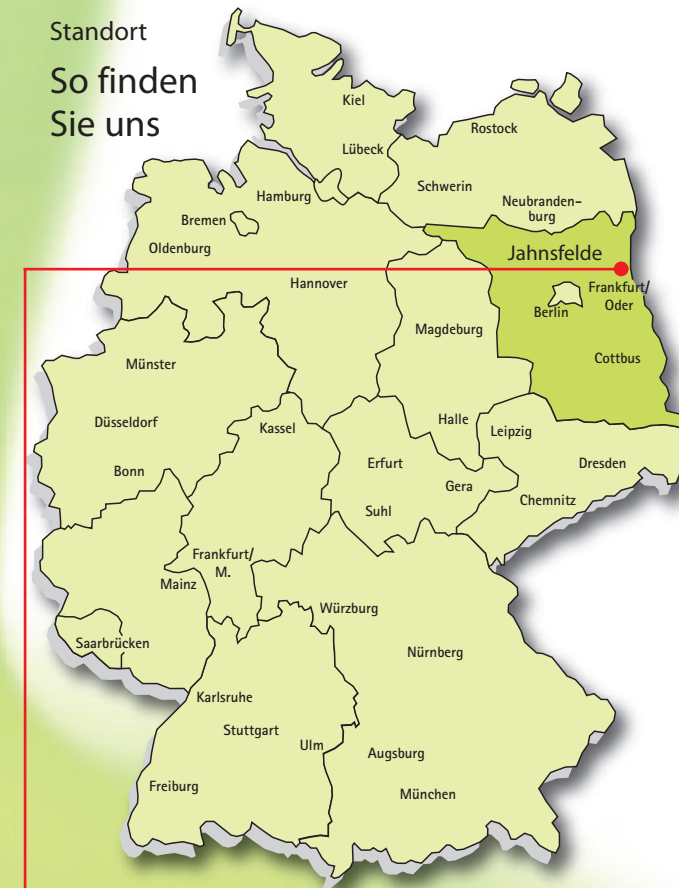 Standort
So finden
Sie uns
Kiel
Rostock
Lübeck
Schwerin
Hamburg
Neubranden-
burg
Bremen
Oldenburg
Jahnsfelde
Hannover
Frankfurt/
Oder
Berlin
Magdeburg
Cottbus
Münster
Düsseldorf
Kassel
Halle
Leipzig
Bonn
Erfurt
Dresden
Gera
Chemnitz
Suhl
Frankfurt/
M.
Mainz
Würzburg
Saarbrücken
Nürnberg
Karlsruhe
Stuttgart
Ulm
Augsburg
Freiburg
München